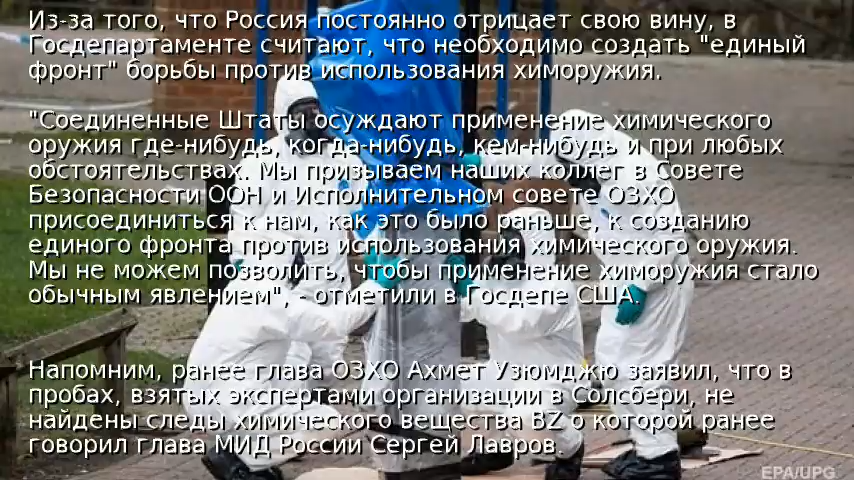 Из-за того, что Россия постоянно отрицает свою вину, в
Госдепартаменте считают, что необходимо создать "единый
фронт" борьбы против использования химоружия.
"Соединенные Штаты осуждают применение химического
оружия где-нибудь, когда-нибудь, кем-нибудь и при любых
обстоятельствах. Мы призываем наших коллег в Совете
Безопасности ООН и Исполнительном совете ОЗХО
присоединиться к нам, как это было раньше, к созданию
единого фронта против использования химического оружия.
Мы не можем позволить, чтобы применение химоружия стало
обычным явлением", - отметили в Госдепе США.
Напомним, ранее глава ОЗХО Ахмет Узюмджю заявил, что в
пробах, взятых экспертами организации в Солсбери, не
найдены следы химического вещества BZ о которой ранее
говорил глава МИД России Сергей Лавров.
EPA/UPG